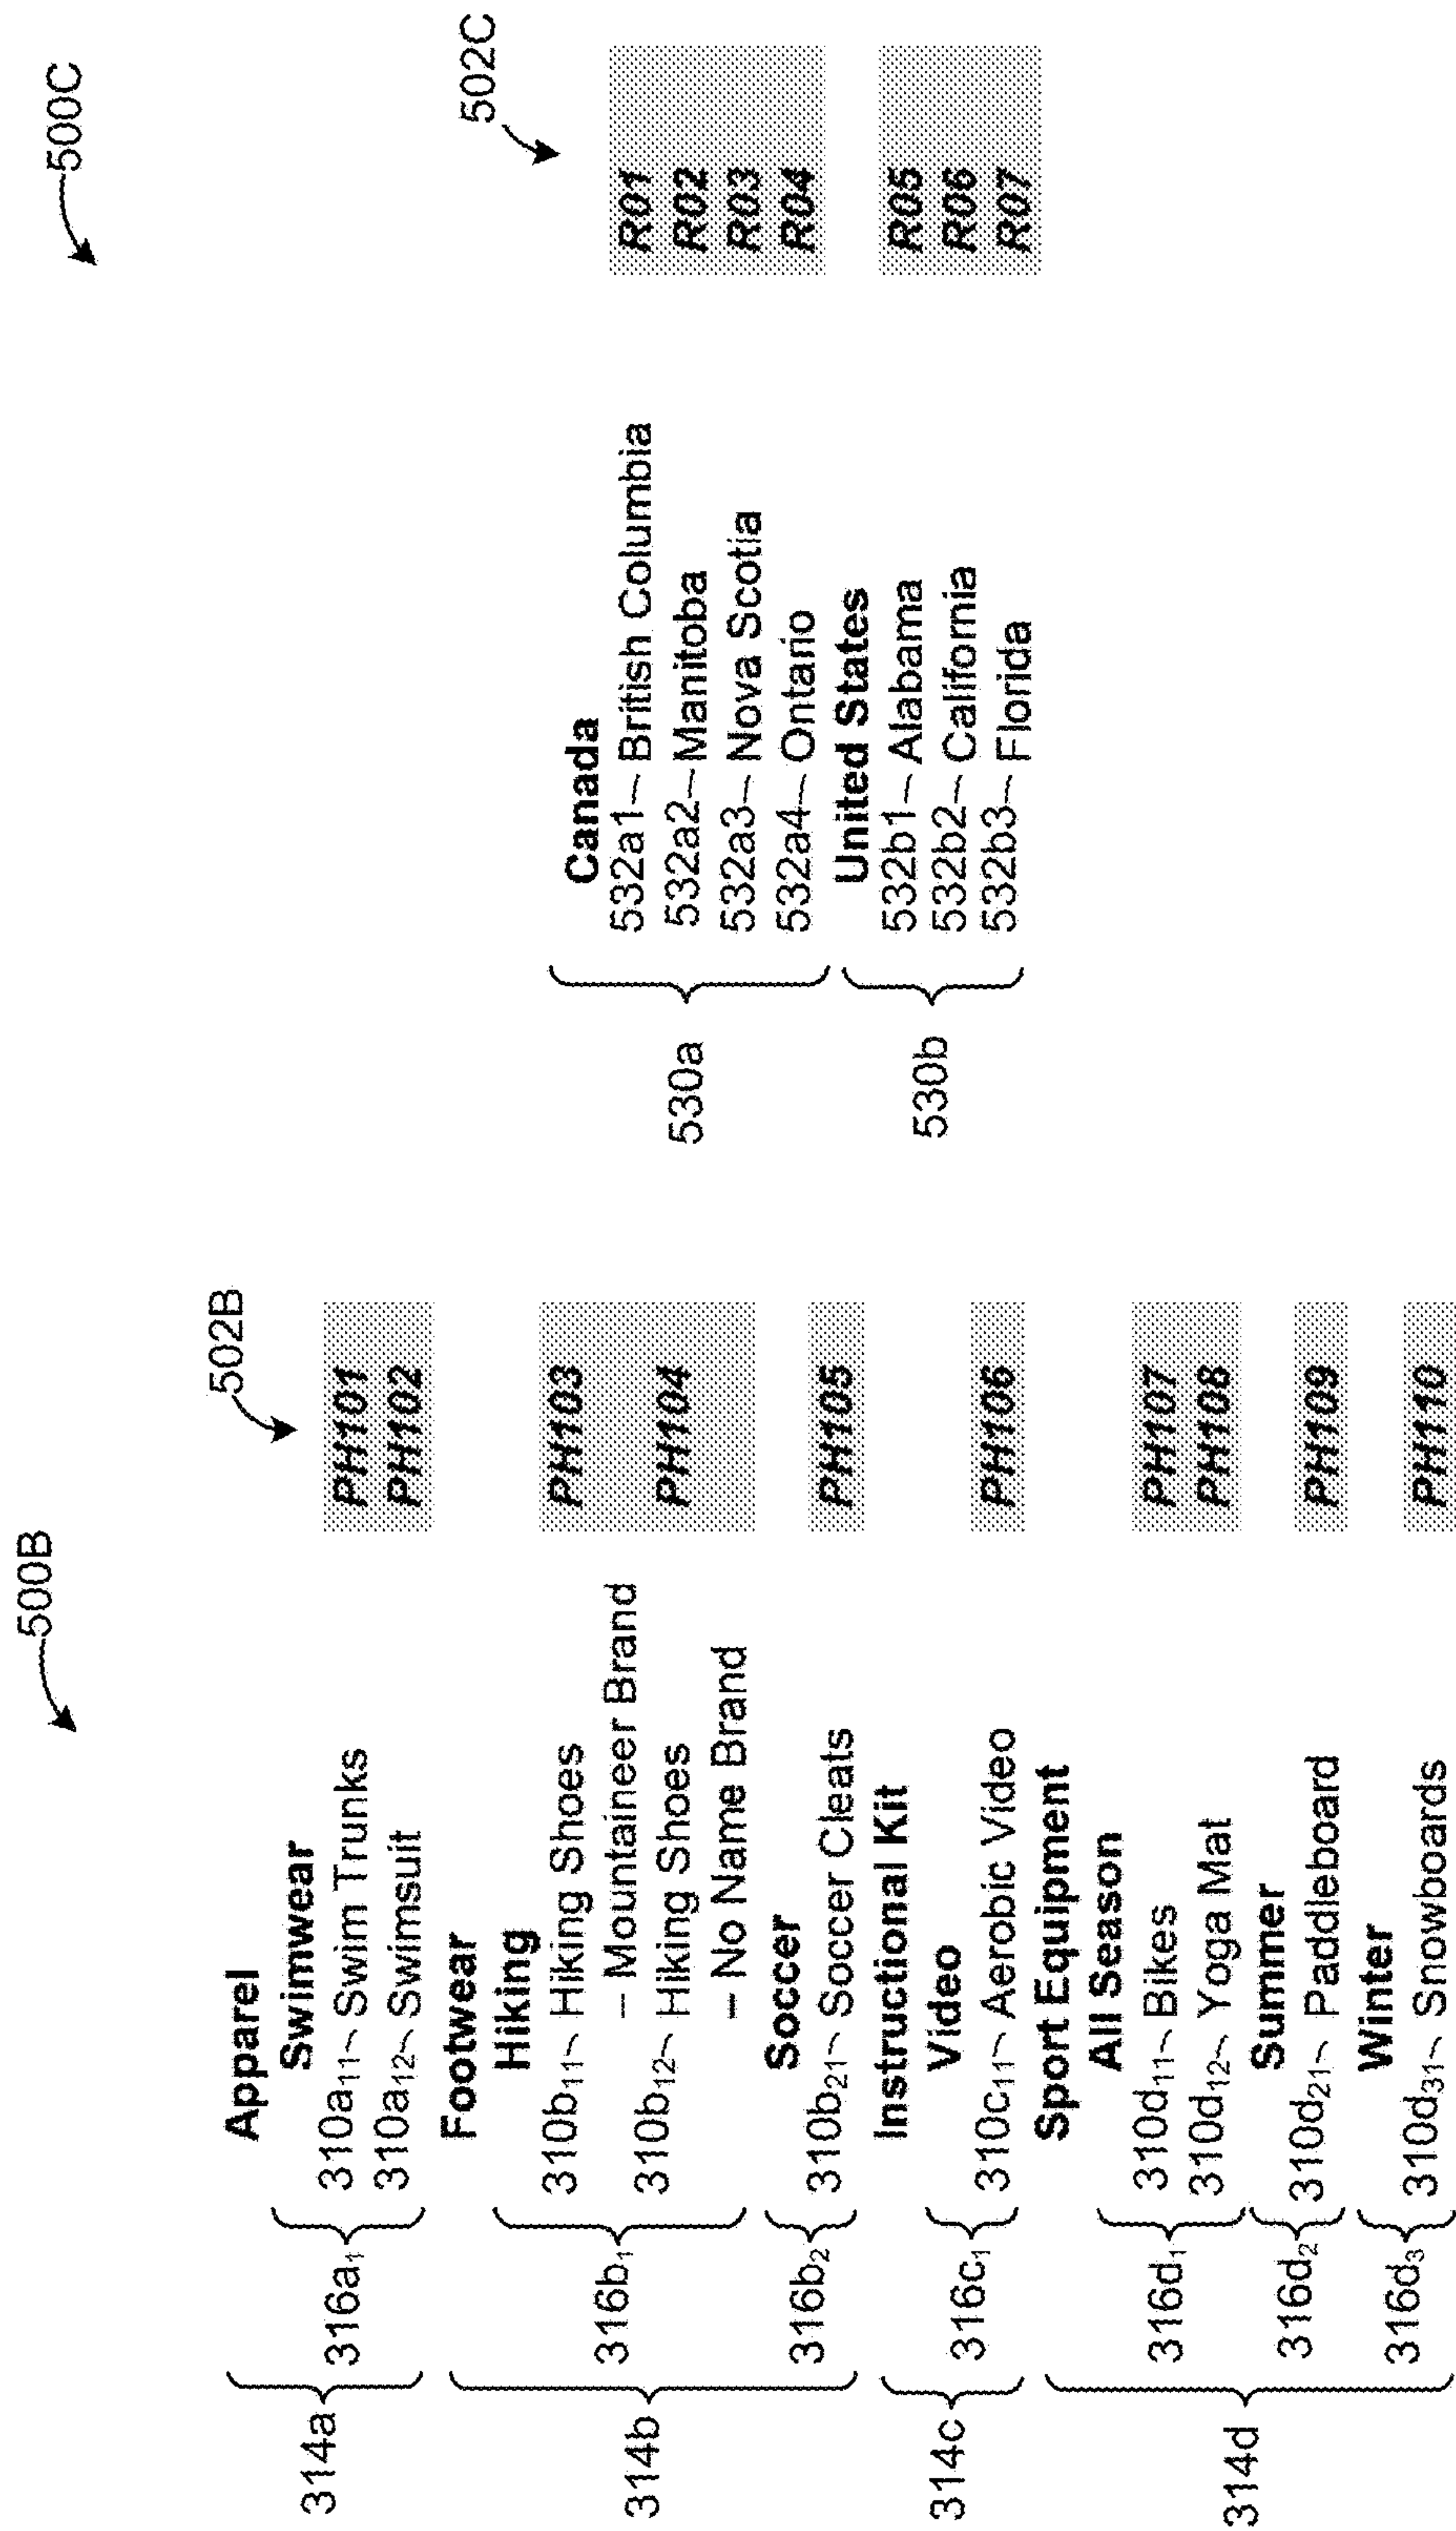 500B
502B
Apparel
Swimwear
314a 316a₁ 310a₁₁ Swim Trunks PH101
310a₁₂ Swimsuit PH102
Footwear
Hiking
314b 316b₁ 310b₁₁ Hiking Shoes PH103
– Mountaineer Brand
310b₁₂ Hiking Shoes PH104
– No Name Brand
Soccer
316b₂ 310b₂₁ Soccer Cleats PH105
Instructional Kit
Video
314c 316c₁ 310c₁₁ Aerobic Video PH106
Sport Equipment
All Season
314d 316d₁ 310d₁₁ Bikes PH107
310d₁₂ Yoga Mat PH108
Summer
316d₂ 310d₂₁ Paddleboard PH109
Winter
316d₃ 310d₃₁ Snowboards PH110
500C
502C
Canada
530a 532a1 British Columbia R01
532a2 Manitoba R02
532a3 Nova Scotia R03
532a4 Ontario R04
United States
530b 532b1 Alabama R05
532b2 California R06
532b3 Florida R07